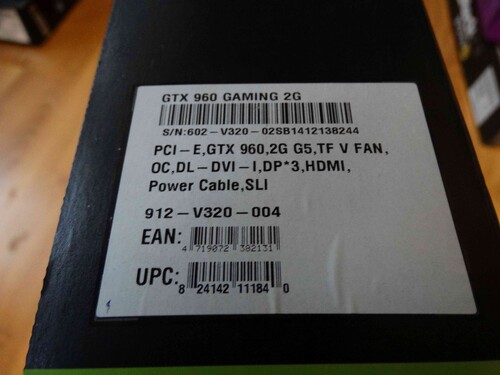 GTX 960 GAMING 2G
S/N:602-V320-02SB1412138244
PCI-E,GTX 960,2G G5,TF V FAN,
OC,DL-DVI-I,DP*3,HDMI,
Power Cable,SLI
912-V320-004
EAN:
4 719072 382131
UPC:
8 24142 11184 0